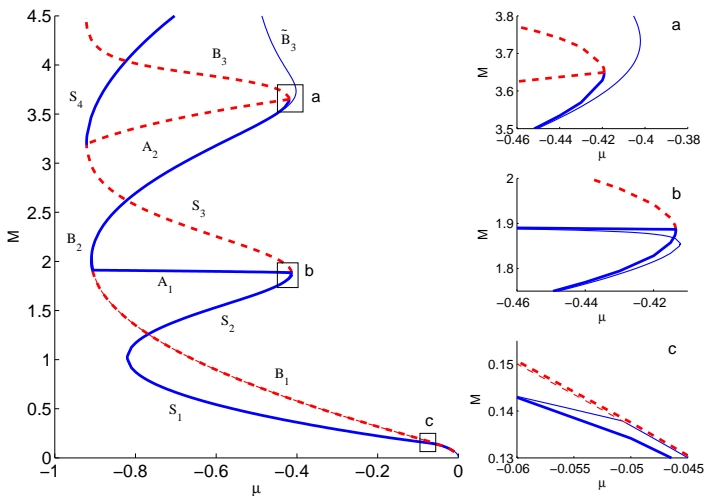 4.5
4
3.5
3
2.5
2
1.5
1
0.5
0
M
−1
−0.8
−0.6
−0.4
−0.2
0
μ
B̃3
B3
S4
A2
S3
B2
A1
S2
B1
S1
a
b
c
a
3.8
3.7
3.6
3.5
M
−0.46
−0.44
−0.42
−0.4
−0.38
μ
b
2
1.9
1.8
M
−0.46
−0.44
−0.42
μ
c
0.15
0.14
0.13
M
−0.06
−0.055
−0.05
−0.045
μ